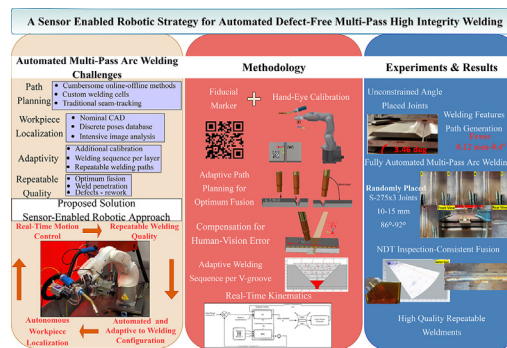 A Sensor Enabled Robotic Strategy for Automated Defect-Free Multi-Pass High Integrity Welding
Automated Multi-Pass Arc Welding
Challenges
Path
Planning
• Cumbersome online-offline methods
• Custom welding cells
• Traditional seam-tracking
Workpiece
Localization
• Nominal CAD
• Discrete poses database
• Intensive image analysis
Adaptivity
• Additional calibration
• Welding sequence per layer
• Repeatable welding paths
Repeatable
Quality
• Optimum fusion
• Weld penetration
• Defects - rework
Proposed Solution
Sensor-Enabled Robotic Approach
Real-Time Motion
Control
Repeatable Welding
Quality
Autonomous
Workpiece
Localization
Automated and
Adaptive to Welding
Configuration
Methodology
Fiducial
Marker
+
Hand-Eye Calibration
Adaptive Path
Planning for
Optimum Fusion
Compensation for
Human-Vision Error
Adaptive Welding
Sequence per V-groove
Real-Time Kinematics
Experiments & Results
Unconstrained Angle
Placed Joints
3.46 deg
Welding Features
Path Generation
Error
Fully Automated Multi-Pass Arc Welding
Randomly Placed
S-275x3 Joints
10-15 mm
86º-92º
NDT Inspection-Consistent Fusion
High Quality Repeatable
Weldments